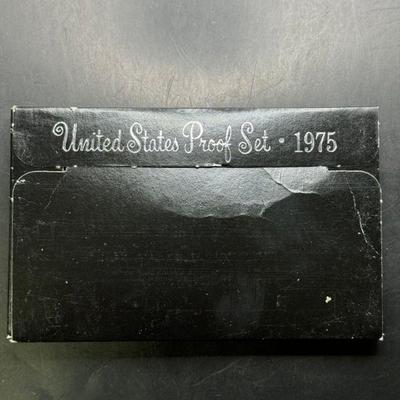 United States Proof Set · 1975